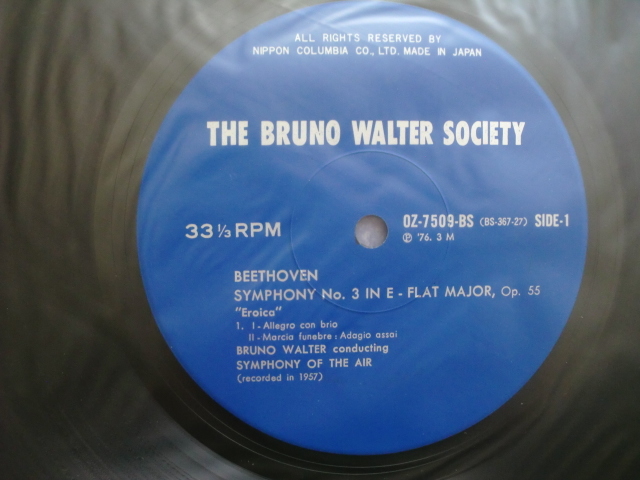 ALL RIGHTS RESERVED BY
NIPPON COLUMBIA CO., LTD. MADE IN JAPAN
THE BRUNO WALTER SOCIETY
33 1/3 RPM
OZ-7509-BS (BS-367-27) SIDE-1
Ⓟ '76. 3 M
BEETHOVEN
SYMPHONY No. 3 IN E - FLAT MAJOR, Op. 55
"Eroica"
1. I - Allegro con brio
II - Marcia funebre : Adagio assai
BRUNO WALTER conducting
SYMPHONY OF THE AIR
(recorded in 1957)